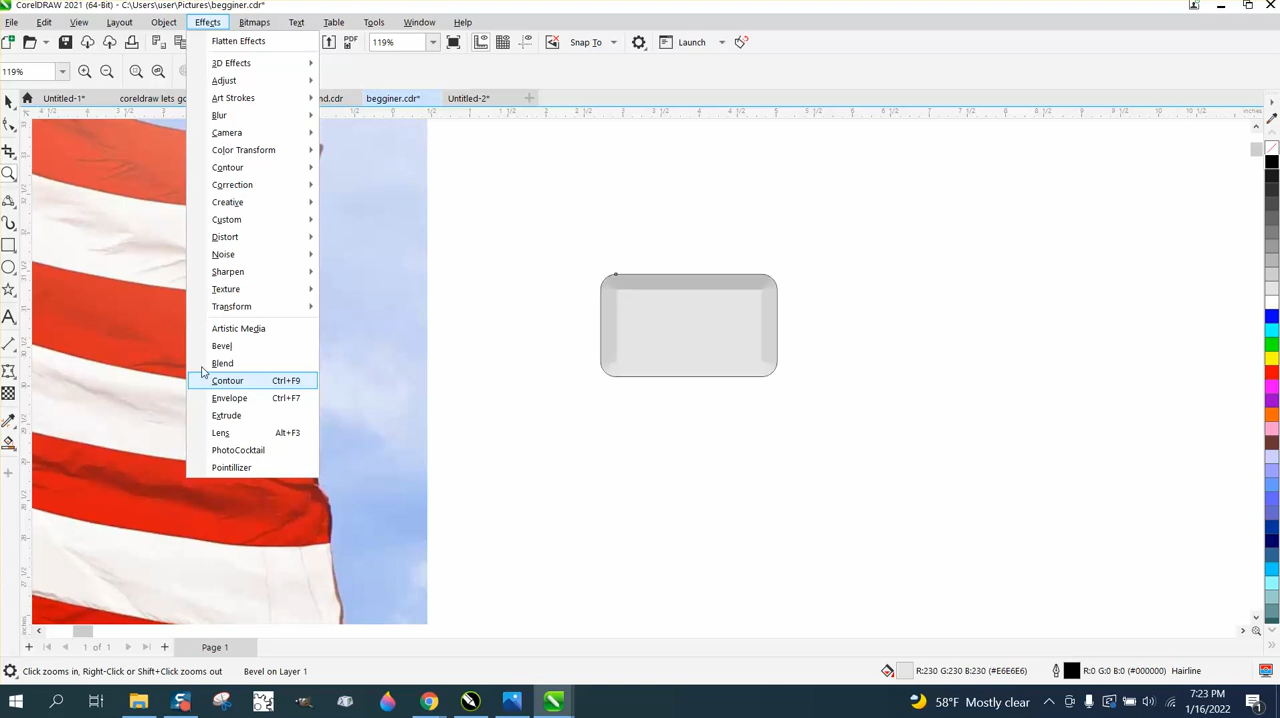 CorelDRAW 2021 (64-Bit) - C:\Users\user\Pictures\begginer.cdr*
File Edit View Layout Object Effects Bitmaps Text Table Tools Window Help
PDF 119% Snap To Launch
119%
Untitled-1* coreldraw lets go nd.cdr begginer.cdr* Untitled-2*
inches
Flatten Effects
3D Effects
Adjust
Art Strokes
Blur
Camera
Color Transform
Contour
Correction
Creative
Custom
Distort
Noise
Sharpen
Texture
Transform
Artistic Media
Bevel
Blend
Contour Ctrl+F9
Envelope Ctrl+F7
Extrude
Lens Alt+F3
PhotoCocktail
Pointillizer
1 of 1 Page 1
Click zooms in, Right-Click or Shift+Click zooms out Bevel on Layer 1 R:230 G:230 B:230 (#E6E6E6) R:0 G:0 B:0 (#000000) Hairline
58°F Mostly clear 7:23 PM
1/16/2022